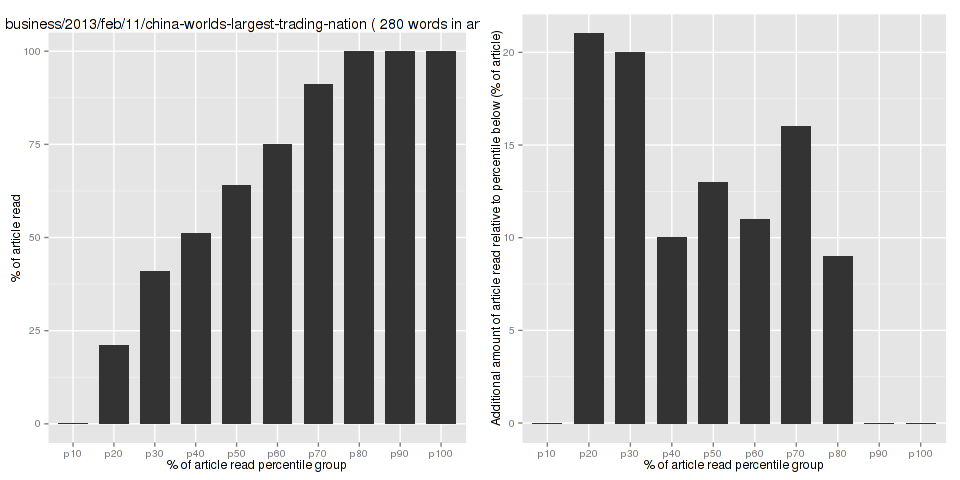 business/2013/feb/11/china-worlds-largest-trading-nation ( 280 words in ar
% of article read
100
75
50
25
0
p10 p20 p30 p40 p50 p60 p70 p80 p90 p100
% of article read percentile group
Additional amount of article read relative to percentile below (% of article)
20
15
10
5
0
p10 p20 p30 p40 p50 p60 p70 p80 p90 p100
% of article read percentile group